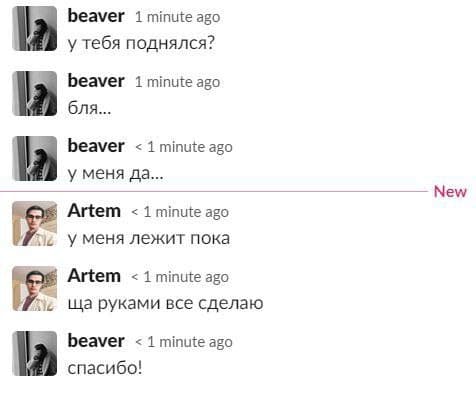 beaver 1 minute ago
у тебя поднялся?
beaver 1 minute ago
бля...
beaver < 1 minute ago
у меня да...
New
Artem < 1 minute ago
у меня лежит пока
Artem < 1 minute ago
ща руками все сделаю
beaver < 1 minute ago
спасибо!